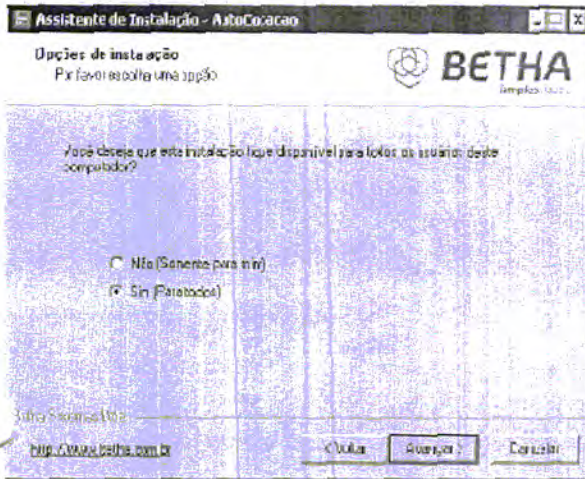 Assistente de Instalação - AutoCotacao
Opções de instalação
Por favor escolha uma opção
BETHA
Você deseja que esta instalação fique disponível para todos os usuários deste
computador?
Não (Somente para mim)
Sim (Para todos)
http://www.betha.com.br
< Voltar
Avançar >
Cancelar